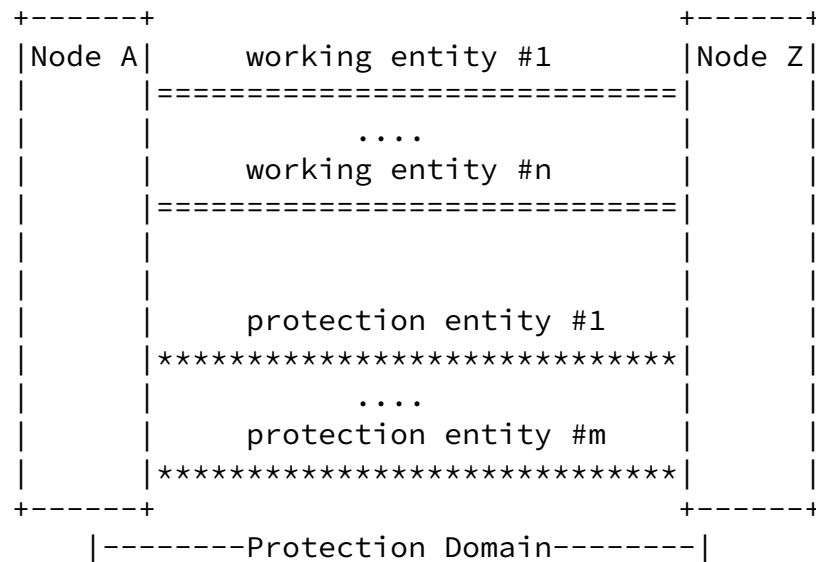 +------+                              +------+
|Node A|     working entity #1        |Node Z|
|      |=============================|      |
|      |           ....               |      |
|      |     working entity #n        |      |
|      |=============================|      |
|      |                              |      |
|      |                              |      |
|      |     protection entity #1     |      |
|      |*****************************|      |
|      |           ....               |      |
|      |     protection entity #m     |      |
|      |*****************************|      |
+------+                              +------+
    |--------Protection Domain--------|